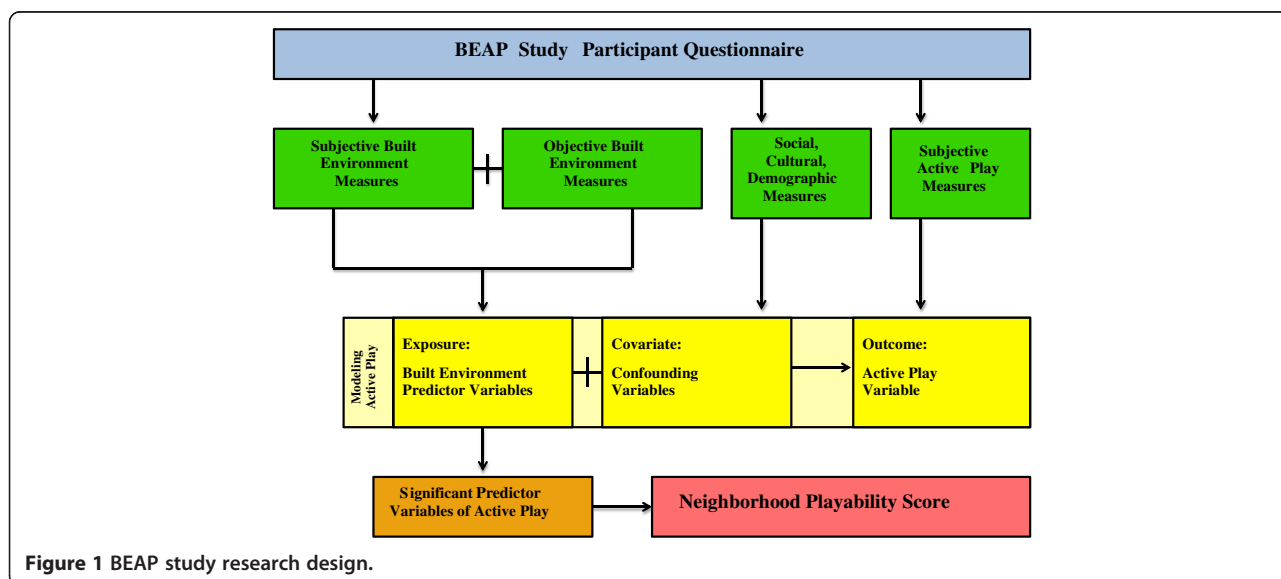 BEAP Study Participant Questionnaire
Subjective Built
Environment
Measures
Objective Built
Environment
Measures
Social,
Cultural,
Demographic
Measures
Subjective
Active Play
Measures
Modeling
Active Play
Exposure:
Built Environment
Predictor Variables
Covariate:
Confounding
Variables
Outcome:
Active Play
Variable
Significant Predictor
Variables of Active Play
Neighborhood Playability Score
Figure 1 BEAP study research design.